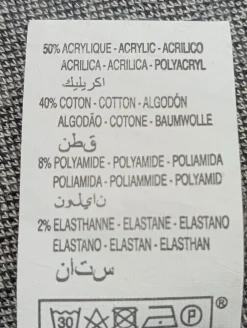 50% ACRYLIQUE - ACRYLIC - ACRILICO
ACRILICA - ACRILICA - POLYACRYL
اكريليك
40% COTON - COTTON - ALGODÓN
ALGODÃO - COTONE - BAUMWOLLE
قطن
8% POLYAMIDE - POLYAMIDE - POLIAMIDA
POLIAMIDA - POLIAMMIDE - POLYAMID
نايلون
2% ELASTHANNE - ELASTANE - ELASTANO
ELASTANO - ELASTAN - ELASTHAN
ستان
30 P ®